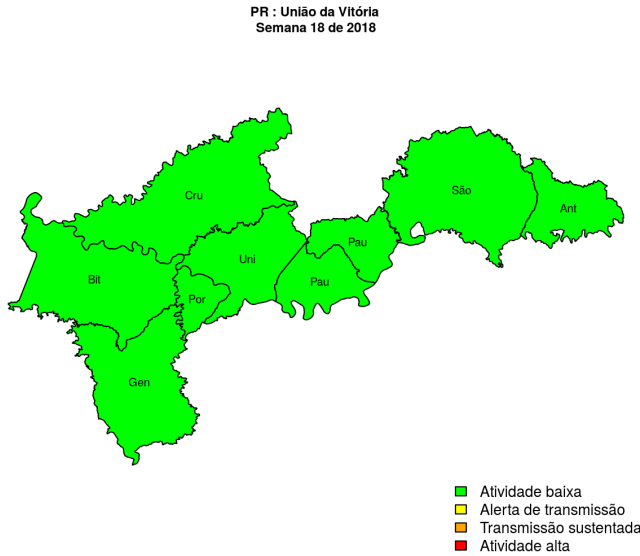 PR : União da Vitória
Semana 18 de 2018
Cru
São
Ant
Pau
Uni
Bit
Pau
Por
Gen
Atividade baixa
Alerta de transmissão
Transmissão sustentada
Atividade alta